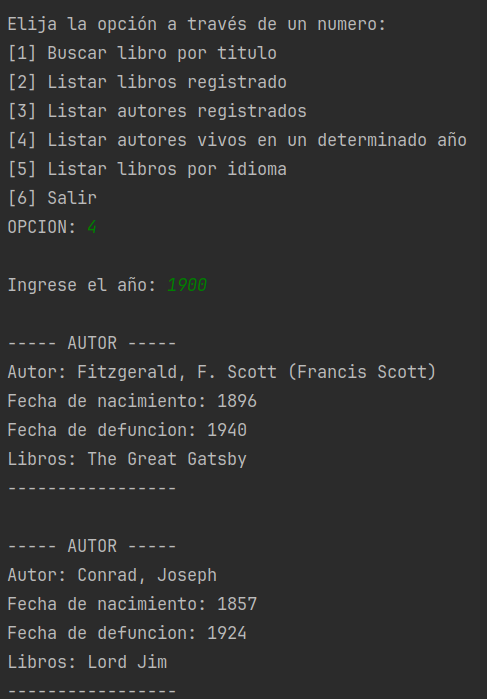 Elija la opción a través de un numero:
[1] Buscar libro por titulo
[2] Listar libros registrado
[3] Listar autores registrados
[4] Listar autores vivos en un determinado año
[5] Listar libros por idioma
[6] Salir
OPCION: 4
Ingrese el año: 1900
----- AUTOR -----
Autor: Fitzgerald, F. Scott (Francis Scott)
Fecha de nacimiento: 1896
Fecha de defuncion: 1940
Libros: The Great Gatsby
-----------------
----- AUTOR -----
Autor: Conrad, Joseph
Fecha de nacimiento: 1857
Fecha de defuncion: 1924
Libros: Lord Jim
-----------------